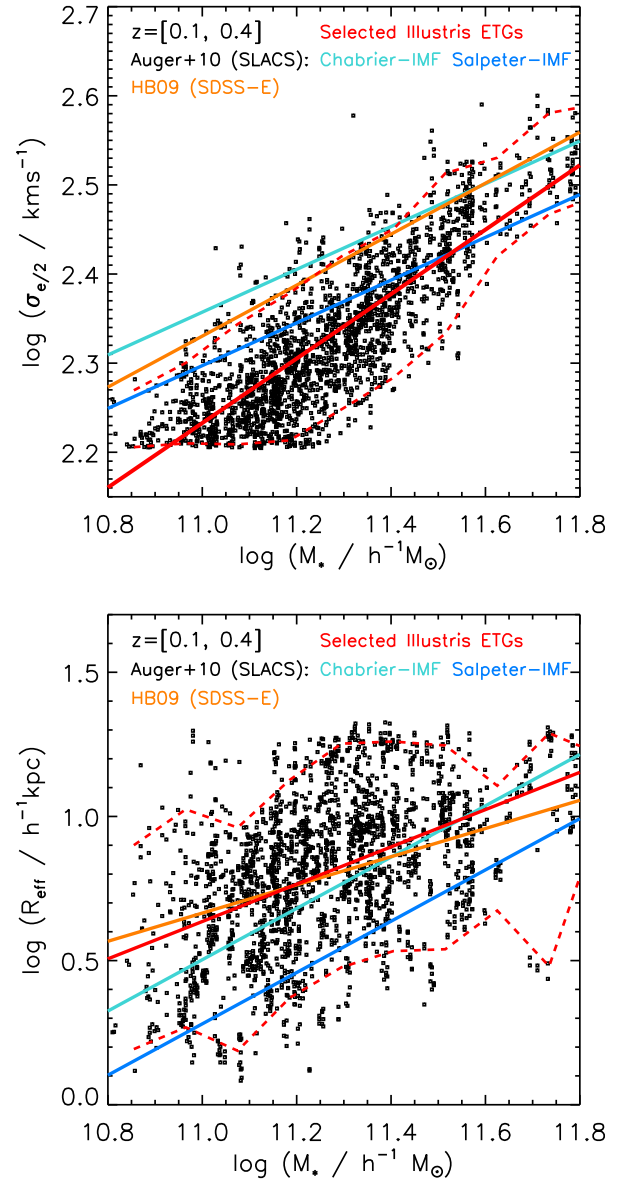 2.7
z=[0.1, 0.4] Selected Illustris ETGs
Auger+10 (SLACS): Chabrier-IMF Salpeter-IMF
HB09 (SDSS-E)
2.6
2.5
2.4
2.3
2.2
log (σe/2 / kms⁻¹)
10.8 11.0 11.2 11.4 11.6 11.8
log (M* / h⁻¹M⊙)
z=[0.1, 0.4] Selected Illustris ETGs
Auger+10 (SLACS): Chabrier-IMF Salpeter-IMF
HB09 (SDSS-E)
1.5
1.0
0.5
0.0
log (Reff / h⁻¹kpc)
10.8 11.0 11.2 11.4 11.6 11.8
log (M* / h⁻¹ M⊙)